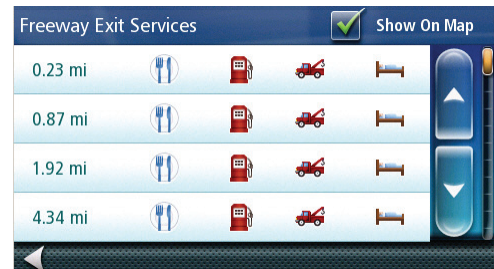 Freeway Exit Services Show On Map
0.23 mi
0.87 mi
1.92 mi
4.34 mi